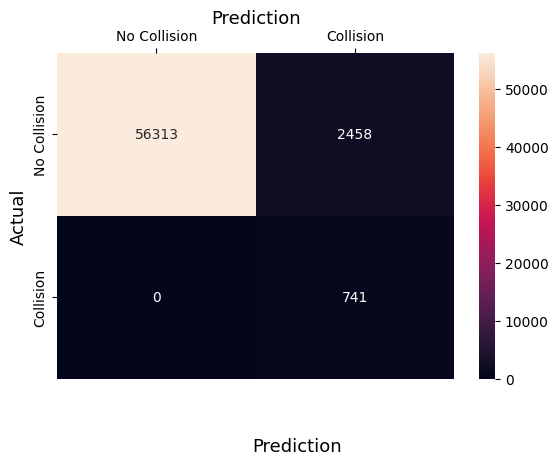 Prediction
No Collision Collision
No Collision
56313 2458
Actual
Collision
0 741
50000
40000
30000
20000
10000
0
Prediction